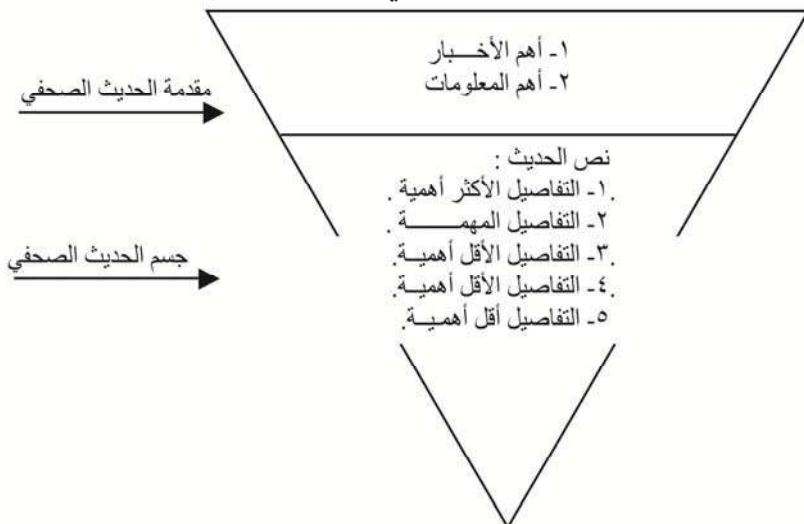 ١- أهم الأخبار
٢- أهم المعلومات
مقدمة الحديث الصحفي
نص الحديث :
١- التفاصيل الأكثر أهمية .
٢- التفاصيل المهمة .
٣- التفاصيل الأقل أهمية.
٤- التفاصيل الأقل أهمية.
٥- التفاصيل أقل أهمية.
جسم الحديث الصحفي